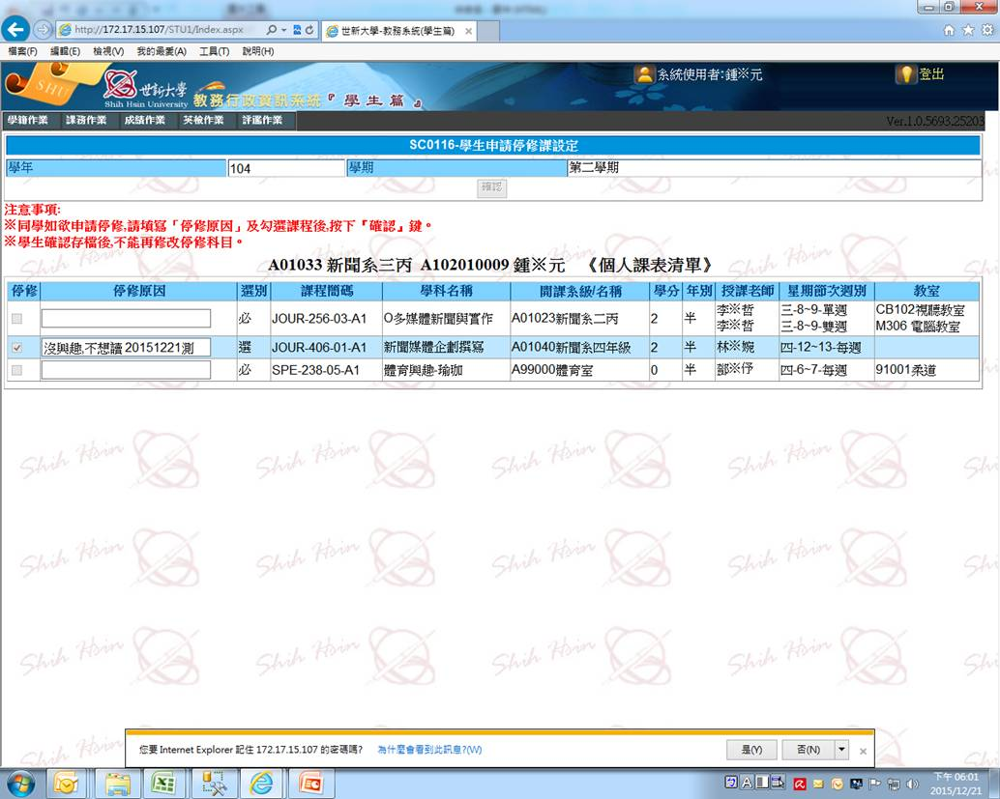 http://172.17.15.107/STU1/Index.aspx
世新大學-教務系統(學生篇)
檔案(F) 編輯(E) 檢視(V) 我的最愛(A) 工具(T) 說明(H)
SHU
世新大學
Shih Hsin University
教務行政資訊系統『學生篇』
系統使用者:鍾※元
登出
學籍作業 課務作業 成績作業 英檢作業 評鑑作業
Ver.1.0.5693.25203
SC0116-學生申請停修課設定
學年 104 學期 第二學期
確認
注意事項:
※同學如欲申請停修,請填寫「停修原因」及勾選課程後,按下『確認』鍵。
※學生確認存檔後,不能再修改停修科目。
A01033 新聞系三丙 A102010009 鍾※元 《個人課表清單》
停修 停修原因 選別 課程簡碼 學科名稱 開課系級/名稱 學分 年別 授課老師 星期節次週別 教室
必 JOUR-256-03-A1 O多媒體新聞與實作 A01023新聞系二丙 2 半 李※哲 三-8~9-單週 CB102視聽教室
李※哲 三-8~9-雙週 M306 電腦教室
沒興趣,不想讀20151221測 選 JOUR-406-01-A1 新聞媒體企劃撰寫 A01040新聞系四年級 2 半 林※婉 四-12~13-每週
必 SPE-238-05-A1 體育興趣-瑜珈 A99000體育室 0 半 鄒※伃 四-6~7-每週 91001柔道
Shih Hsin
您要 Internet Explorer 記住 172.17.15.107 的密碼嗎? 為什麼會看到此訊息?(W) 是(Y) 否(N)
下午 06:01
2015/12/21